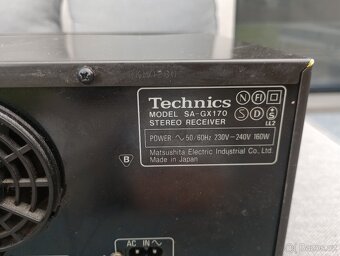 Technics
MODEL SA-GX170
STEREO RECEIVER
N FI
S D
POWER ∿ 50/60Hz 230V-240V 160W
Matsushita Electric Industrial Co., Ltd.
Made in Japan
B
AC IN ∿